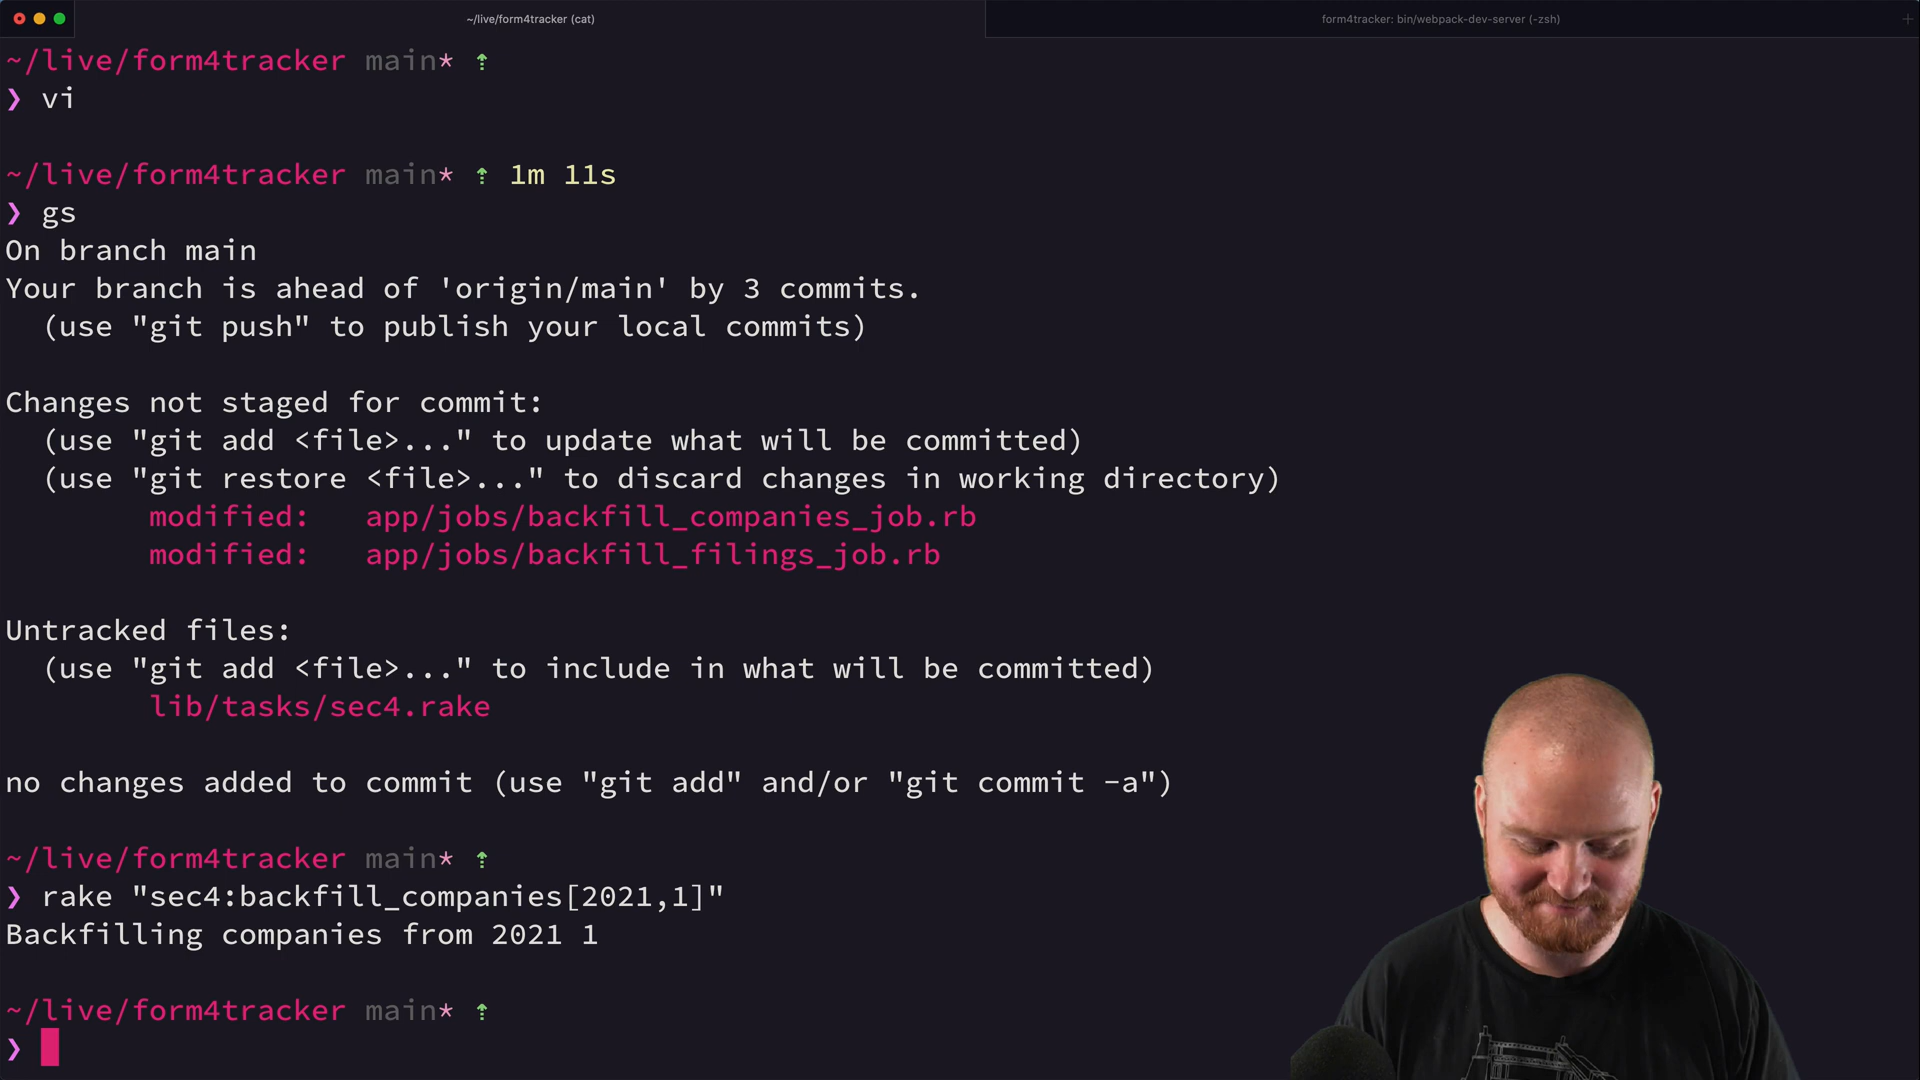 ~/live/form4tracker (cat)
form4tracker: bin/webpack-dev-server (-zsh)
~/live/form4tracker main* ⇡
❯ vi
~/live/form4tracker main* ⇡ 1m 11s
❯ gs
On branch main
Your branch is ahead of 'origin/main' by 3 commits.
(use "git push" to publish your local commits)
Changes not staged for commit:
(use "git add <file>..." to update what will be committed)
(use "git restore <file>..." to discard changes in working directory)
modified:   app/jobs/backfill_companies_job.rb
modified:   app/jobs/backfill_filings_job.rb
Untracked files:
(use "git add <file>..." to include in what will be committed)
lib/tasks/sec4.rake
no changes added to commit (use "git add" and/or "git commit -a")
~/live/form4tracker main* ⇡
❯ rake "sec4:backfill_companies[2021,1]"
Backfilling companies from 2021 1
~/live/form4tracker main* ⇡
❯